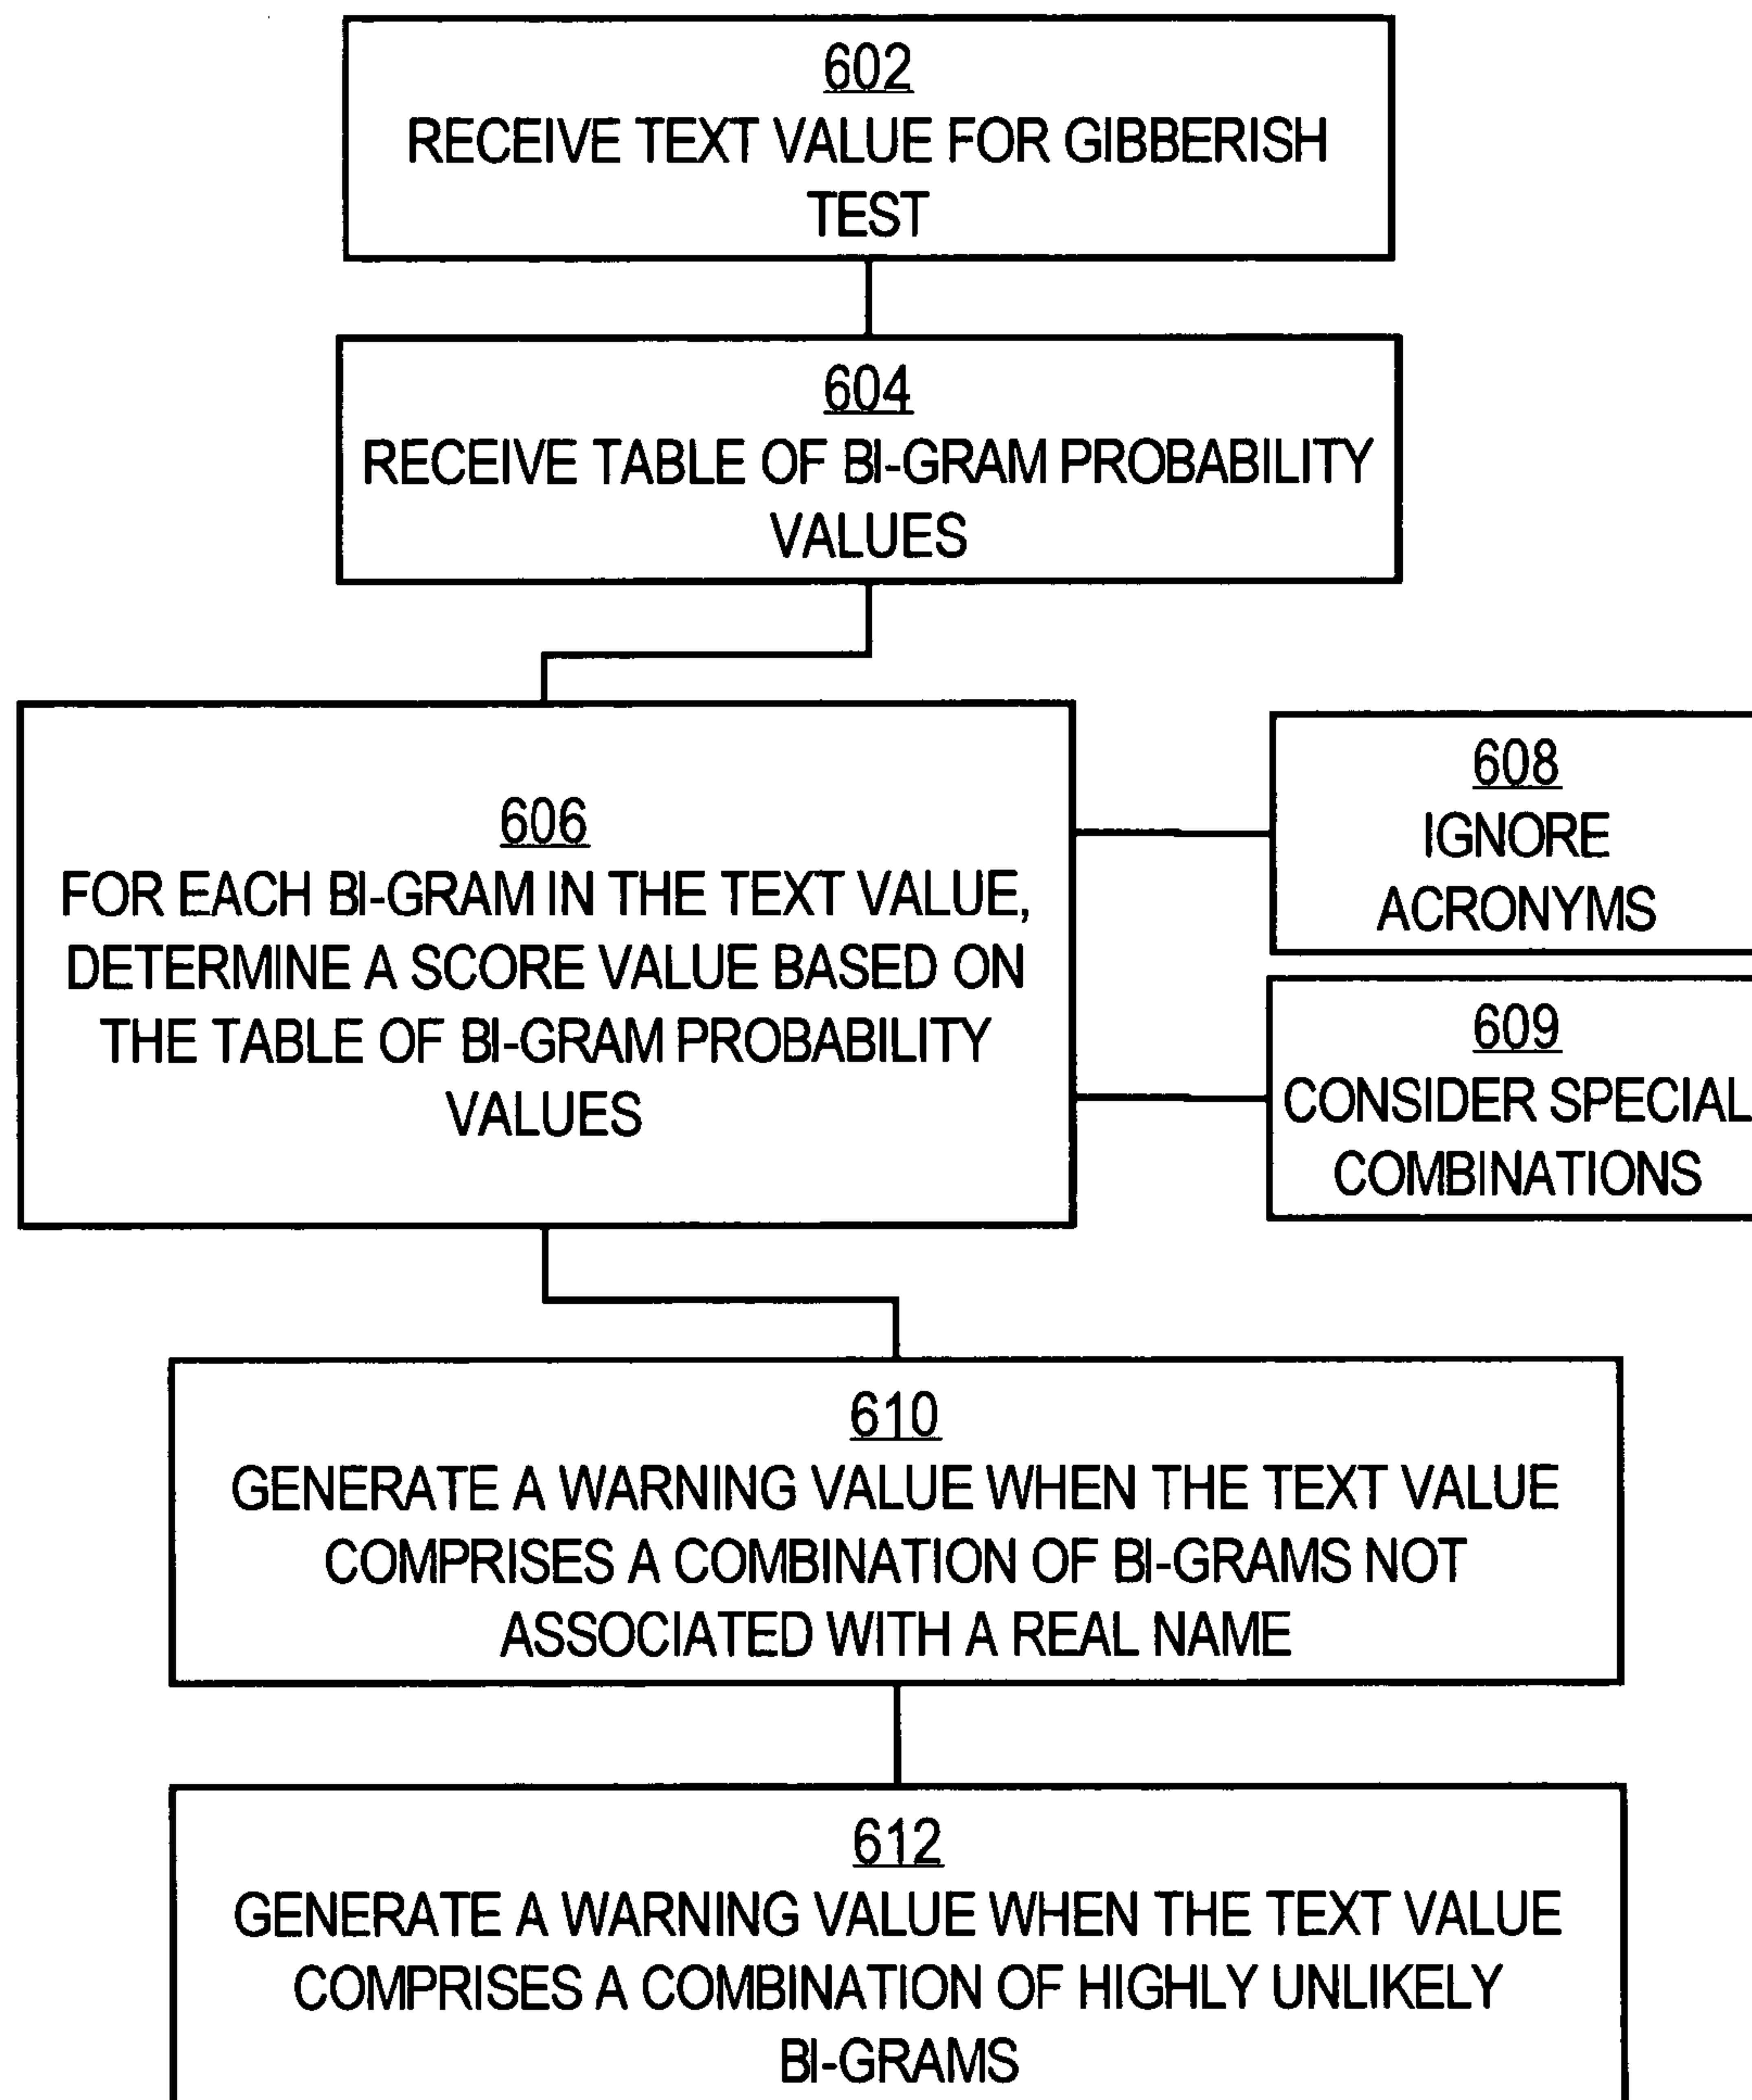 602
RECEIVE TEXT VALUE FOR GIBBERISH
TEST
604
RECEIVE TABLE OF BI-GRAM PROBABILITY
VALUES
606
FOR EACH BI-GRAM IN THE TEXT VALUE,
DETERMINE A SCORE VALUE BASED ON
THE TABLE OF BI-GRAM PROBABILITY
VALUES
608
IGNORE
ACRONYMS
609
CONSIDER SPECIAL
COMBINATIONS
610
GENERATE A WARNING VALUE WHEN THE TEXT VALUE
COMPRISES A COMBINATION OF BI-GRAMS NOT
ASSOCIATED WITH A REAL NAME
612
GENERATE A WARNING VALUE WHEN THE TEXT VALUE
COMPRISES A COMBINATION OF HIGHLY UNLIKELY
BI-GRAMS